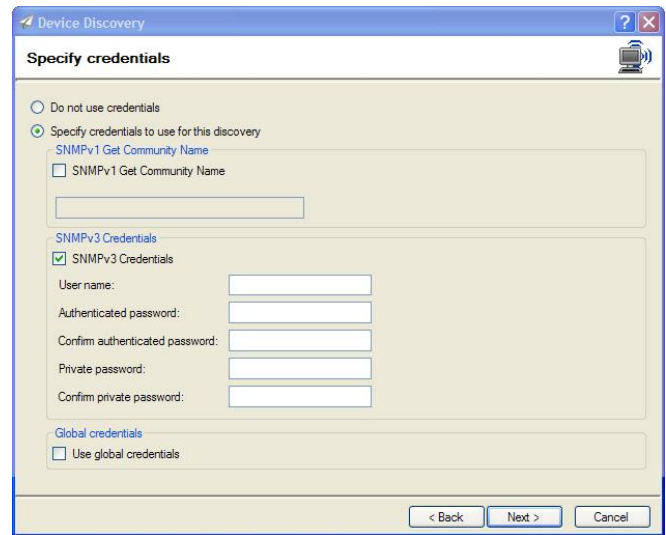 Device Discovery
Specify credentials
Do not use credentials
Specify credentials to use for this discovery
SNMPv1 Get Community Name
SNMPv1 Get Community Name
SNMPv3 Credentials
SNMPv3 Credentials
User name:
Authenticated password:
Confirm authenticated password:
Private password:
Confirm private password:
Global credentials
Use global credentials
< Back Next > Cancel